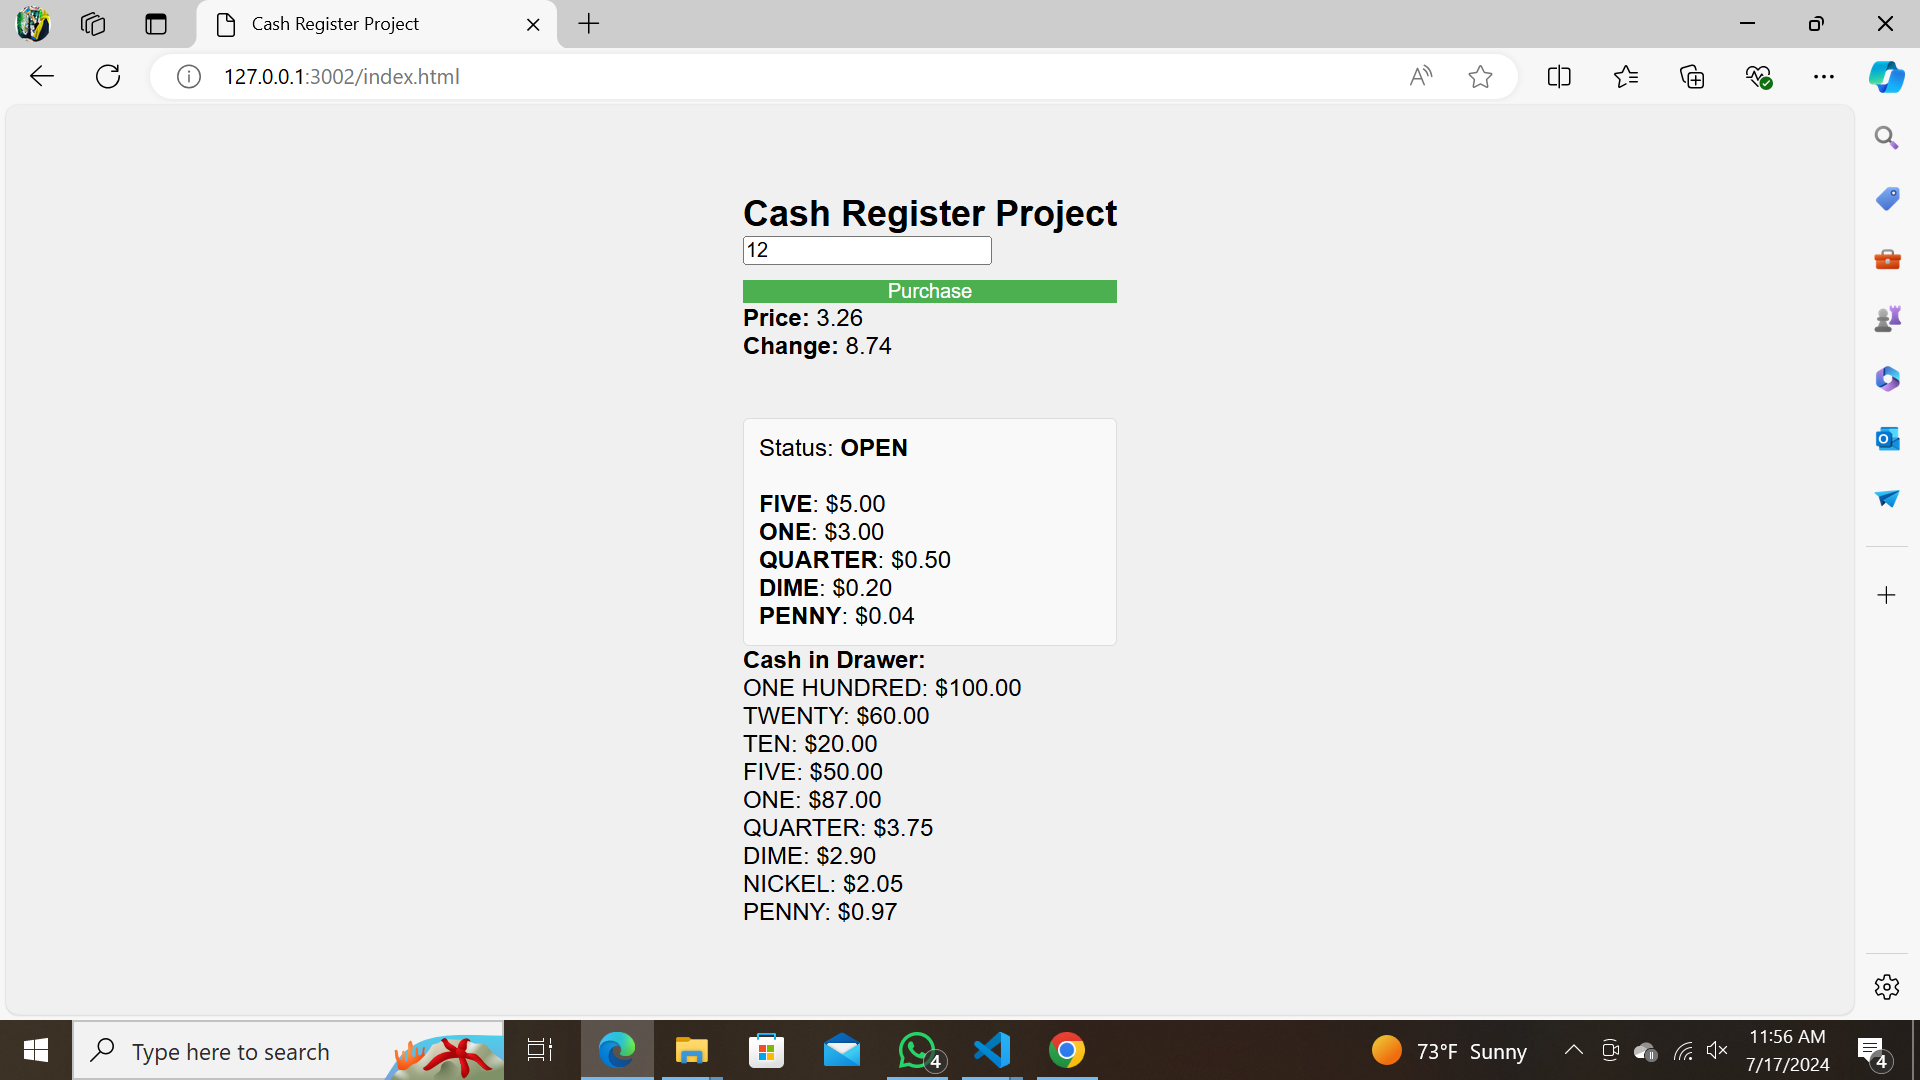 Cash Register Project
127.0.0.1:3002/index.html
Cash Register Project
12
Purchase
Price: 3.26
Change: 8.74
Status: OPEN
FIVE: $5.00
ONE: $3.00
QUARTER: $0.50
DIME: $0.20
PENNY: $0.04
Cash in Drawer:
ONE HUNDRED: $100.00
TWENTY: $60.00
TEN: $20.00
FIVE: $50.00
ONE: $87.00
QUARTER: $3.75
DIME: $2.90
NICKEL: $2.05
PENNY: $0.97
Type here to search
4
73°F Sunny
11:56 AM
7/17/2024
4